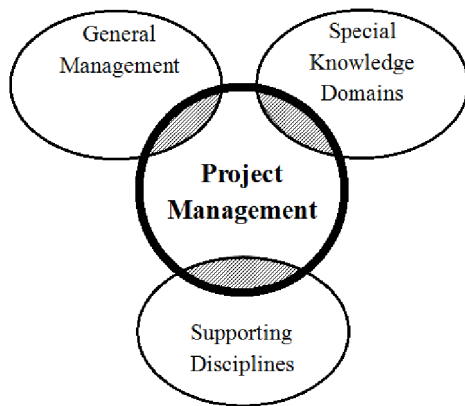 General
Management
Special
Knowledge
Domains
Project
Management
Supporting
Disciplines